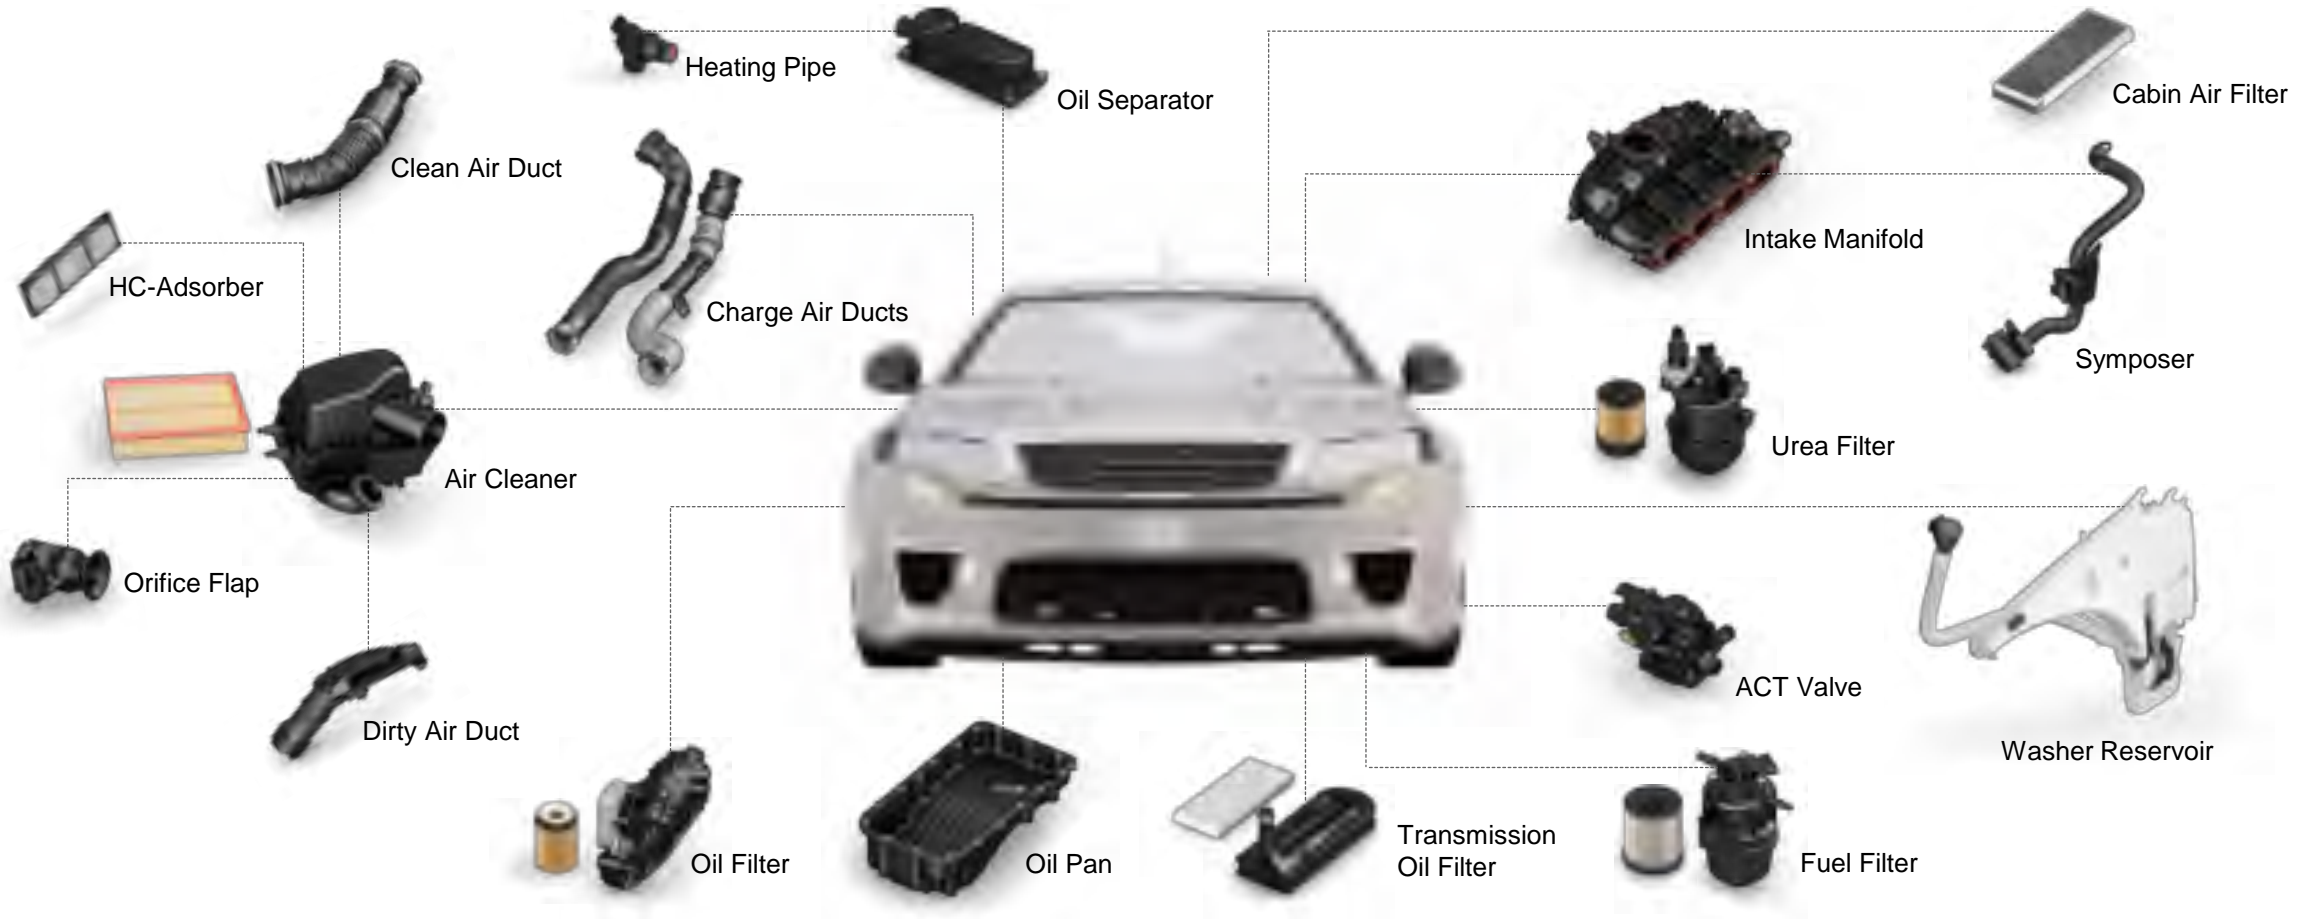 Heating Pipe
Oil Separator
Cabin Air Filter
Clean Air Duct
Intake Manifold
HC-Adsorber
Charge Air Ducts
Symposer
Urea Filter
Air Cleaner
Orifice Flap
ACT Valve
Dirty Air Duct
Washer Reservoir
Oil Filter
Oil Pan
Transmission
Oil Filter
Fuel Filter